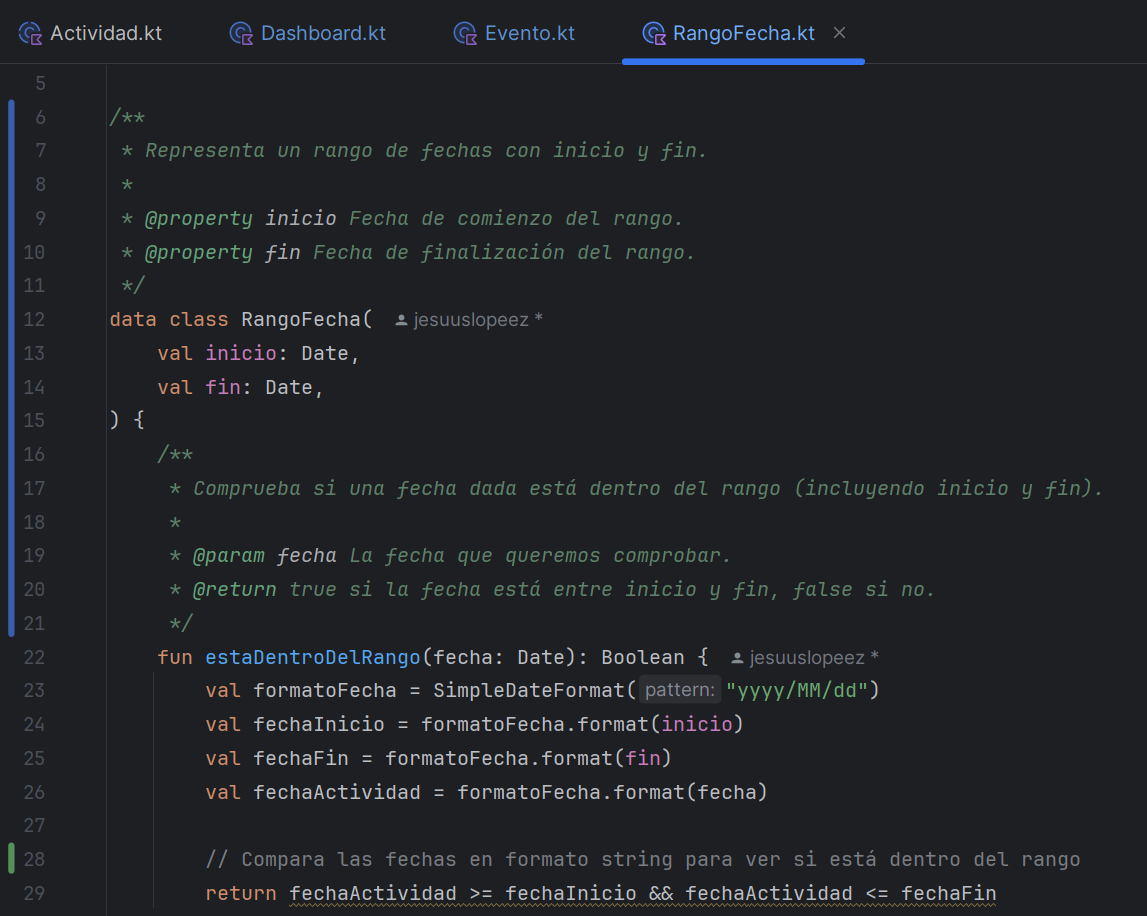 Actividad.kt Dashboard.kt Evento.kt RangoFecha.kt
5
6 /**
7 * Representa un rango de fechas con inicio y fin.
8 *
9 * @property inicio Fecha de comienzo del rango.
10 * @property fin Fecha de finalización del rango.
11 */
12 data class RangoFecha( jesuuslopeez *
13 val inicio: Date,
14 val fin: Date,
15 ) {
16 /**
17 * Comprueba si una fecha dada está dentro del rango (incluyendo inicio y fin).
18 *
19 * @param fecha La fecha que queremos comprobar.
20 * @return true si la fecha está entre inicio y fin, false si no.
21 */
22 fun estaDentroDelRango(fecha: Date): Boolean { jesuuslopeez *
23 val formatoFecha = SimpleDateFormat( pattern: "yyyy/MM/dd")
24 val fechaInicio = formatoFecha.format(inicio)
25 val fechaFin = formatoFecha.format(fin)
26 val fechaActividad = formatoFecha.format(fecha)
27
28 // Compara las fechas en formato string para ver si está dentro del rango
29 return fechaActividad >= fechaInicio && fechaActividad <= fechaFin